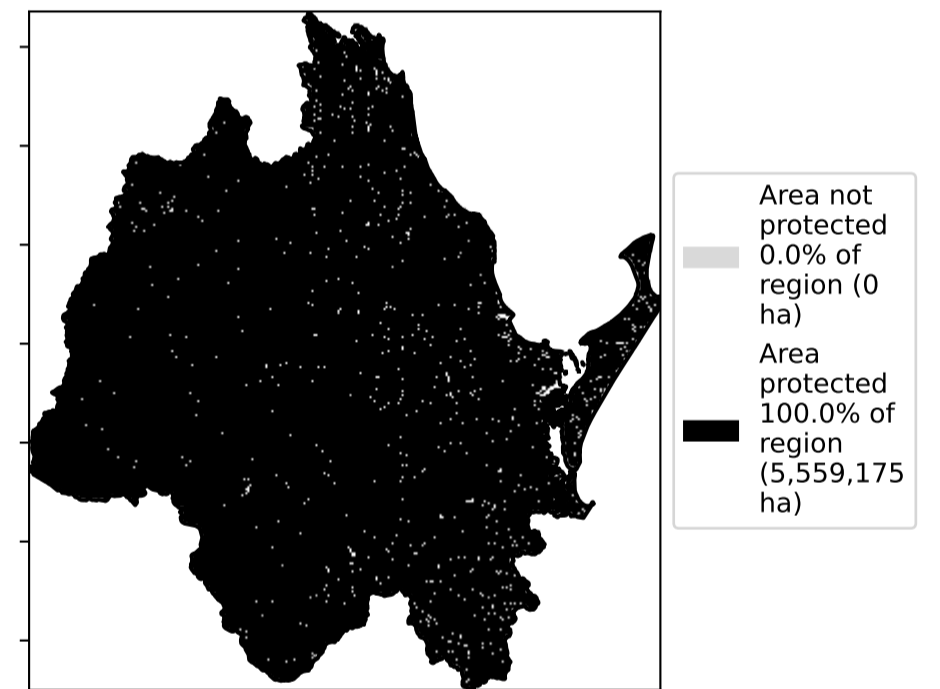 Area not
protected
0.0% of
region (0
ha)
Area
protected
100.0% of
region
(5,559,175
ha)